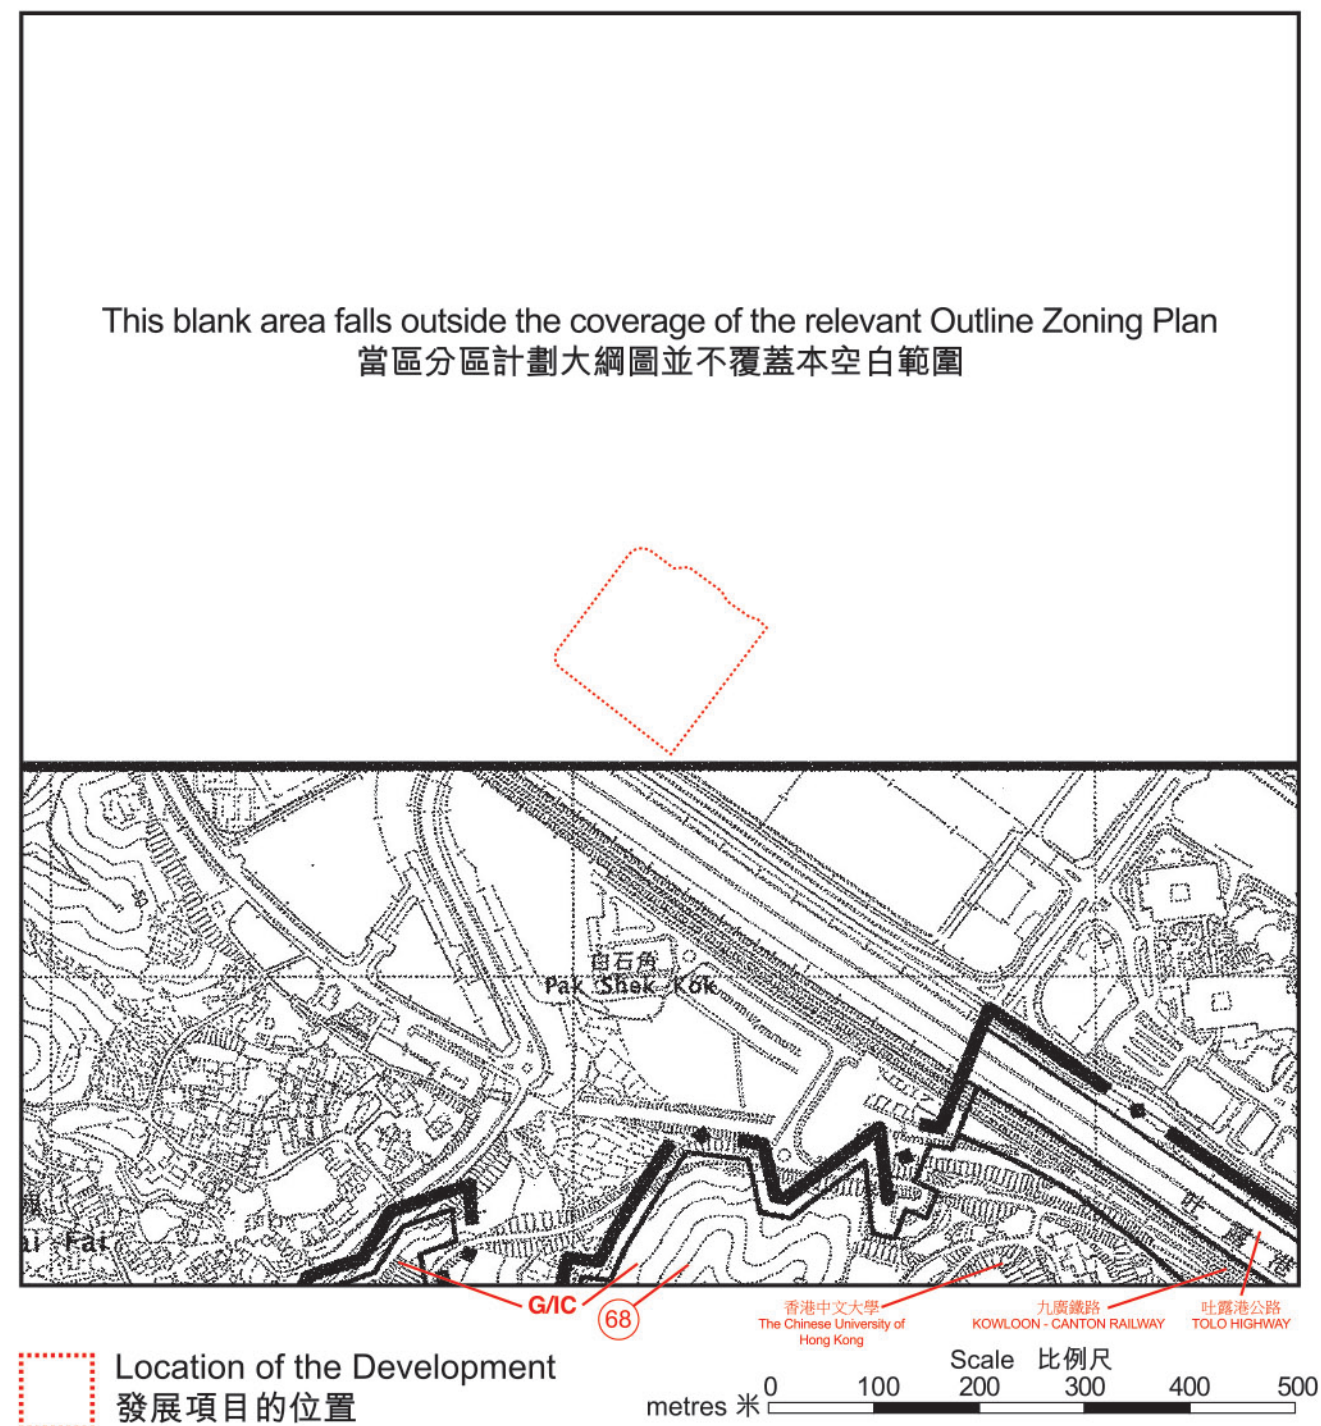 This blank area falls outside the coverage of the relevant Outline Zoning Plan
當區分區計劃大綱圖並不覆蓋本空白範圍
50
白石角
Pak Shek Kok
Fai
吐
露
港
G/IC
68
香港中文大學
The Chinese University of
Hong Kong
九廣鐵路
KOWLOON - CANTON RAILWAY
吐露港公路
TOLO HIGHWAY
Location of the Development
發展項目的位置
Scale 比例尺
metres 米 0 100 200 300 400 500